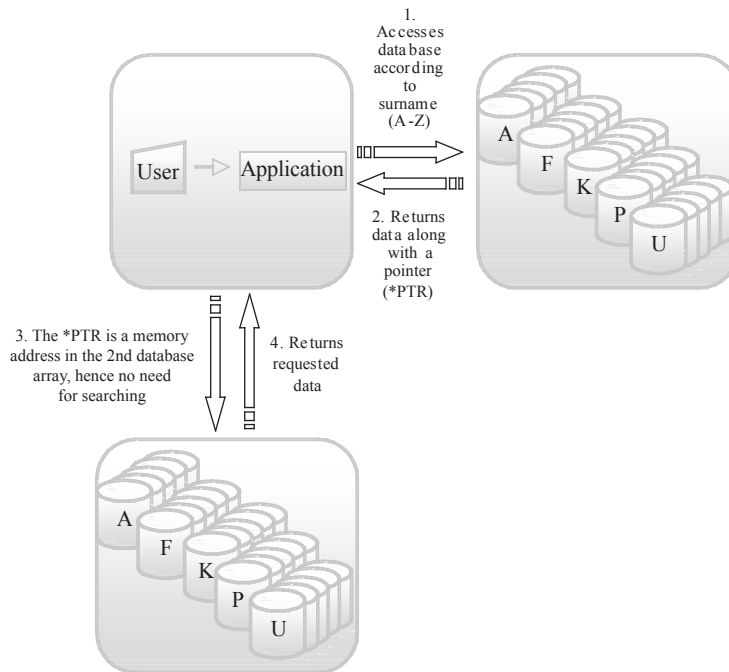 1.
Accesses
database
according
to
surname
(A-Z)
A
F
K
P
U
User
Application
2. Returns
data along
with a
pointer
(*PTR)
3. The *PTR is a memory
address in the 2nd database
array, hence no need
for searching
4. Returns
requested
data
A
F
K
P
U